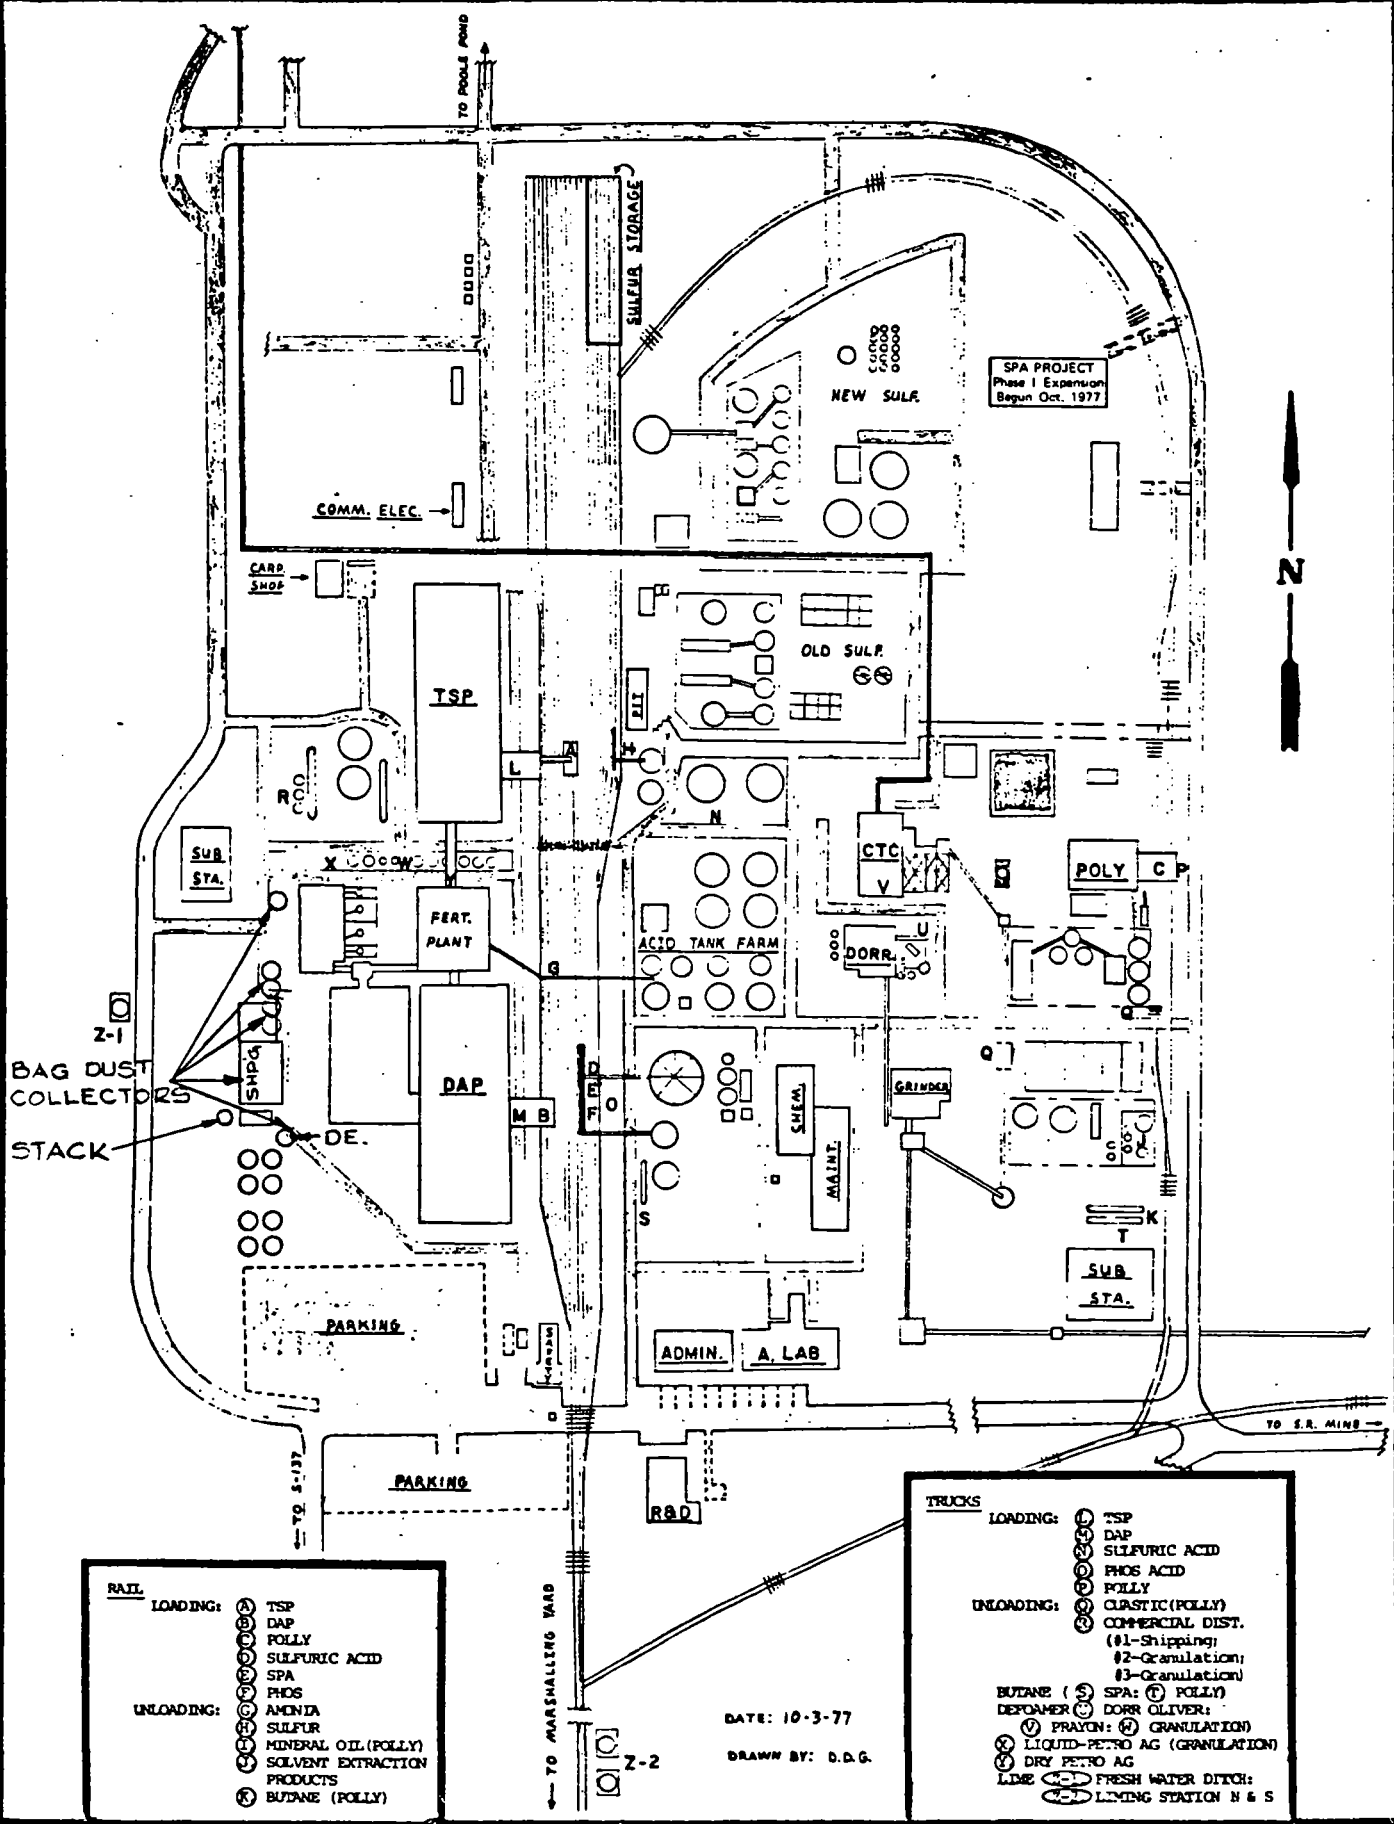 TO POOLE POND
SULFUR STORAGE
NEW SULF.
SPA PROJECT
Phase I Expansion
Begun Oct. 1977
COMM. ELEC.
N
CARP.
SHOP
TSP
OLD SULF.
PIT
L
A
H
R
N
SUB
STA.
X
W
CTC
V
POLY
C
P
FERT.
PLANT
ACID TANK FARM
DORR
U
G
Z-1
BAG DUST
COLLECTORS
SHPG
DAP
D
E
F
O
Q
Q
GRINDER
SHEM.
MAINT.
M B
STACK
DE.
S
K
T
SUB
STA.
PARKING
ADMIN.
A. LAB
TO S.R. MINE
TO S-137
PARKING
R&D
TO MARSHALLING YARD
Z-2
DATE: 10-3-77
DRAWN BY: D.D.G.
RAIL
LOADING: A TSP
B DAP
C POLLY
D SULFURIC ACID
E SPA
F PHOS
UNLOADING: G AMONIA
H SULFUR
I MINERAL OIL(POLLY)
J SOLVENT EXTRACTION
PRODUCTS
K BUTANE (POLLY)
TRUCKS
LOADING: L TSP
M DAP
N SULFURIC ACID
O PHOS ACID
P POLLY
UNLOADING: Q CUASTIC(POLLY)
R COMMERCIAL DIST.
(#1-Shipping;
#2-Granulation;
#3-Granulation)
BUTANE ( S SPA: T POLLY)
DEFOAMER U DORR OLIVER:
V PRAYON: W GRANULATION)
X LIQUID-PETRO AG (GRANULATION)
Y DRY PETRO AG
LIME Z-1 FRESH WATER DITCH:
Z-2 LIMING STATION N & S